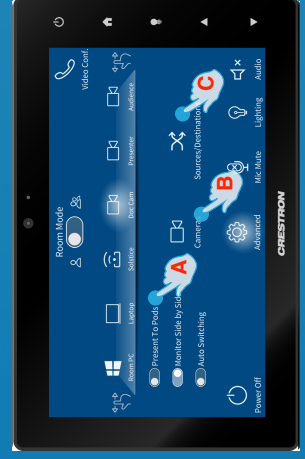 Room Mode
Video Conf.
Room PC
Laptop
Solstice
Doc Cam
Presenter
Audience
Present To Pods
Monitor Side by Side
Auto Switching
Camera
Sources/Destination
A
B
C
Power Off
Advanced
Mic Mute
Lighting
Audio
CRESTRON